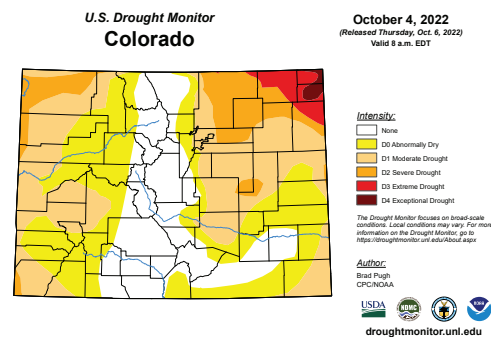 U.S. Drought Monitor
Colorado
October 4, 2022
(Released Thursday, Oct. 6, 2022)
Valid 8 a.m. EDT
Intensity:
None
D0 Abnormally Dry
D1 Moderate Drought
D2 Severe Drought
D3 Extreme Drought
D4 Exceptional Drought
The Drought Monitor focuses on broad-scale
conditions. Local conditions may vary. For more
information on the Drought Monitor, go to
https://droughtmonitor.unl.edu/About.aspx
Author:
Brad Pugh
CPC/NOAA
USDA
NDMC
droughtmonitor.unl.edu